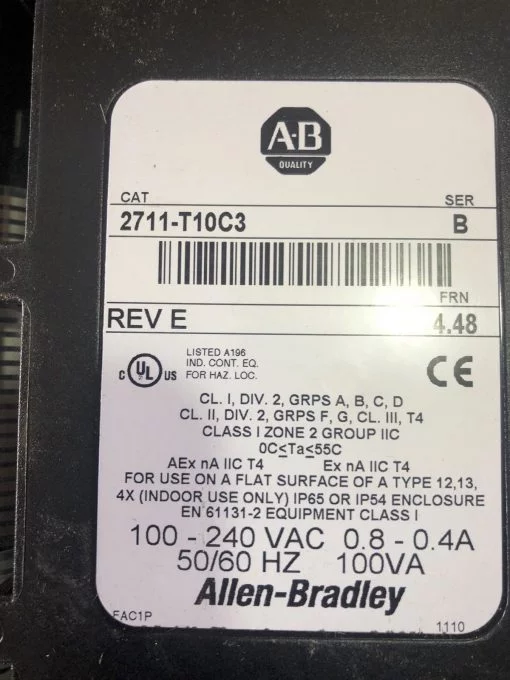 A-B
QUALITY
CAT
SER
2711-T10C3
B
FRN
REV E
4.48
C UL US
LISTED A196
IND. CONT. EQ.
FOR HAZ. LOC.
CE
CL. I, DIV. 2, GRPS A, B, C, D
CL. II, DIV. 2, GRPS F, G, CL. III, T4
CLASS I ZONE 2 GROUP IIC
0C≤Ta≤55C
AEx nA IIC T4 Ex nA IIC T4
FOR USE ON A FLAT SURFACE OF A TYPE 12,13,
4X (INDOOR USE ONLY) IP65 OR IP54 ENCLOSURE
EN 61131-2 EQUIPMENT CLASS I
100 - 240 VAC 0.8 - 0.4A
50/60 HZ 100VA
Allen-Bradley
FAC1P
1110